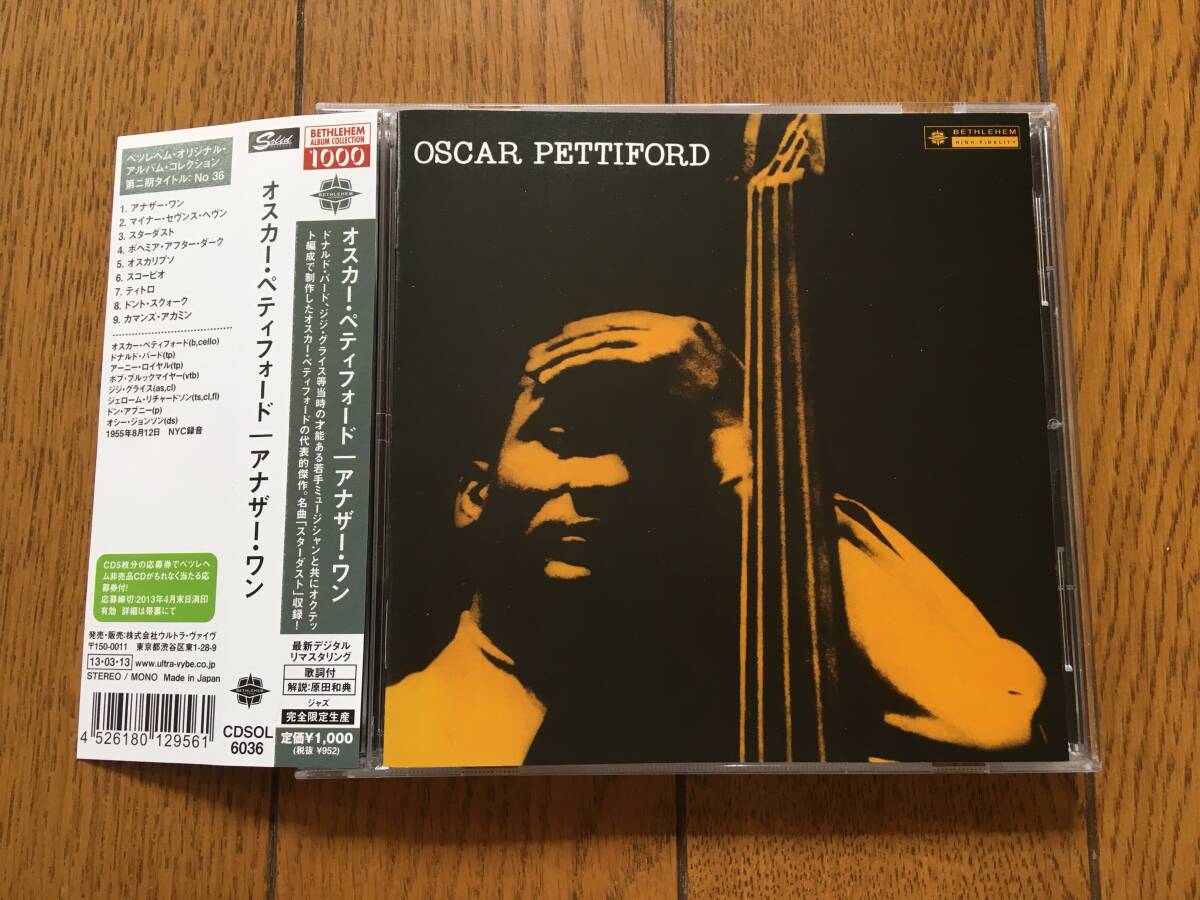 ベツレヘム・オリジナル・
アルバム・コレクション
第二期タイトル: No 36
1. アナザー・ワン
2. マイナー・セヴンス・ヘヴン
3. スターダスト
4. ボヘミア・アフター・ダーク
5. オスカリプソ
6. スコーピオ
7. ティトロ
8. ドント・スクォーク
9. カマンズ・アカミン
オスカー・ペティフォード(b,cello)
ドナルド・バード(tp)
アーニー・ロイヤル(tp)
ボブ・ブルックマイヤー(vtb)
ジジ・グライス(as,cl)
ジェローム・リチャードソン(ts,cl,fl)
ドン・アブニー(p)
オシー・ジョンソン(ds)
1955年8月12日 NYC録音
CD5枚分の応募券でベツレヘ
ム非売品CDがもれなく当たる応
募券付!
応募締切:2013年4月末日消印
有効 詳細は帯裏にて
発売・販売:株式会社ウルトラ・ヴァイヴ
〒150-0011 東京都渋谷区東1-28-9
13・03・13 www.ultra-vybe.co.jp
STEREO / MONO Made in Japan
4 526180 129561
Solid
オスカー・ペティフォード|アナザー・ワン
BETHLEHEM
CDSOL
6036
BETHLEHEM
ALBUM COLLECTION
1000
BETHLEHEM
オスカー・ペティフォード|アナザー・ワン
ドナルド・バード、ジジ・グライス等当時の才能ある若手ミュージシャンと共にオクテッ
ト編成で制作したオスカー・ペティフォードの代表的傑作。名曲「スターダスト」収録!
最新デジタル
リマスタリング
歌詞付
解説:原田和典
ジャズ
完全限定生産
定価¥1,000
(税抜 ¥952)
OSCAR PETTIFORD
BETHLEHEM
HIGH FIDELITY